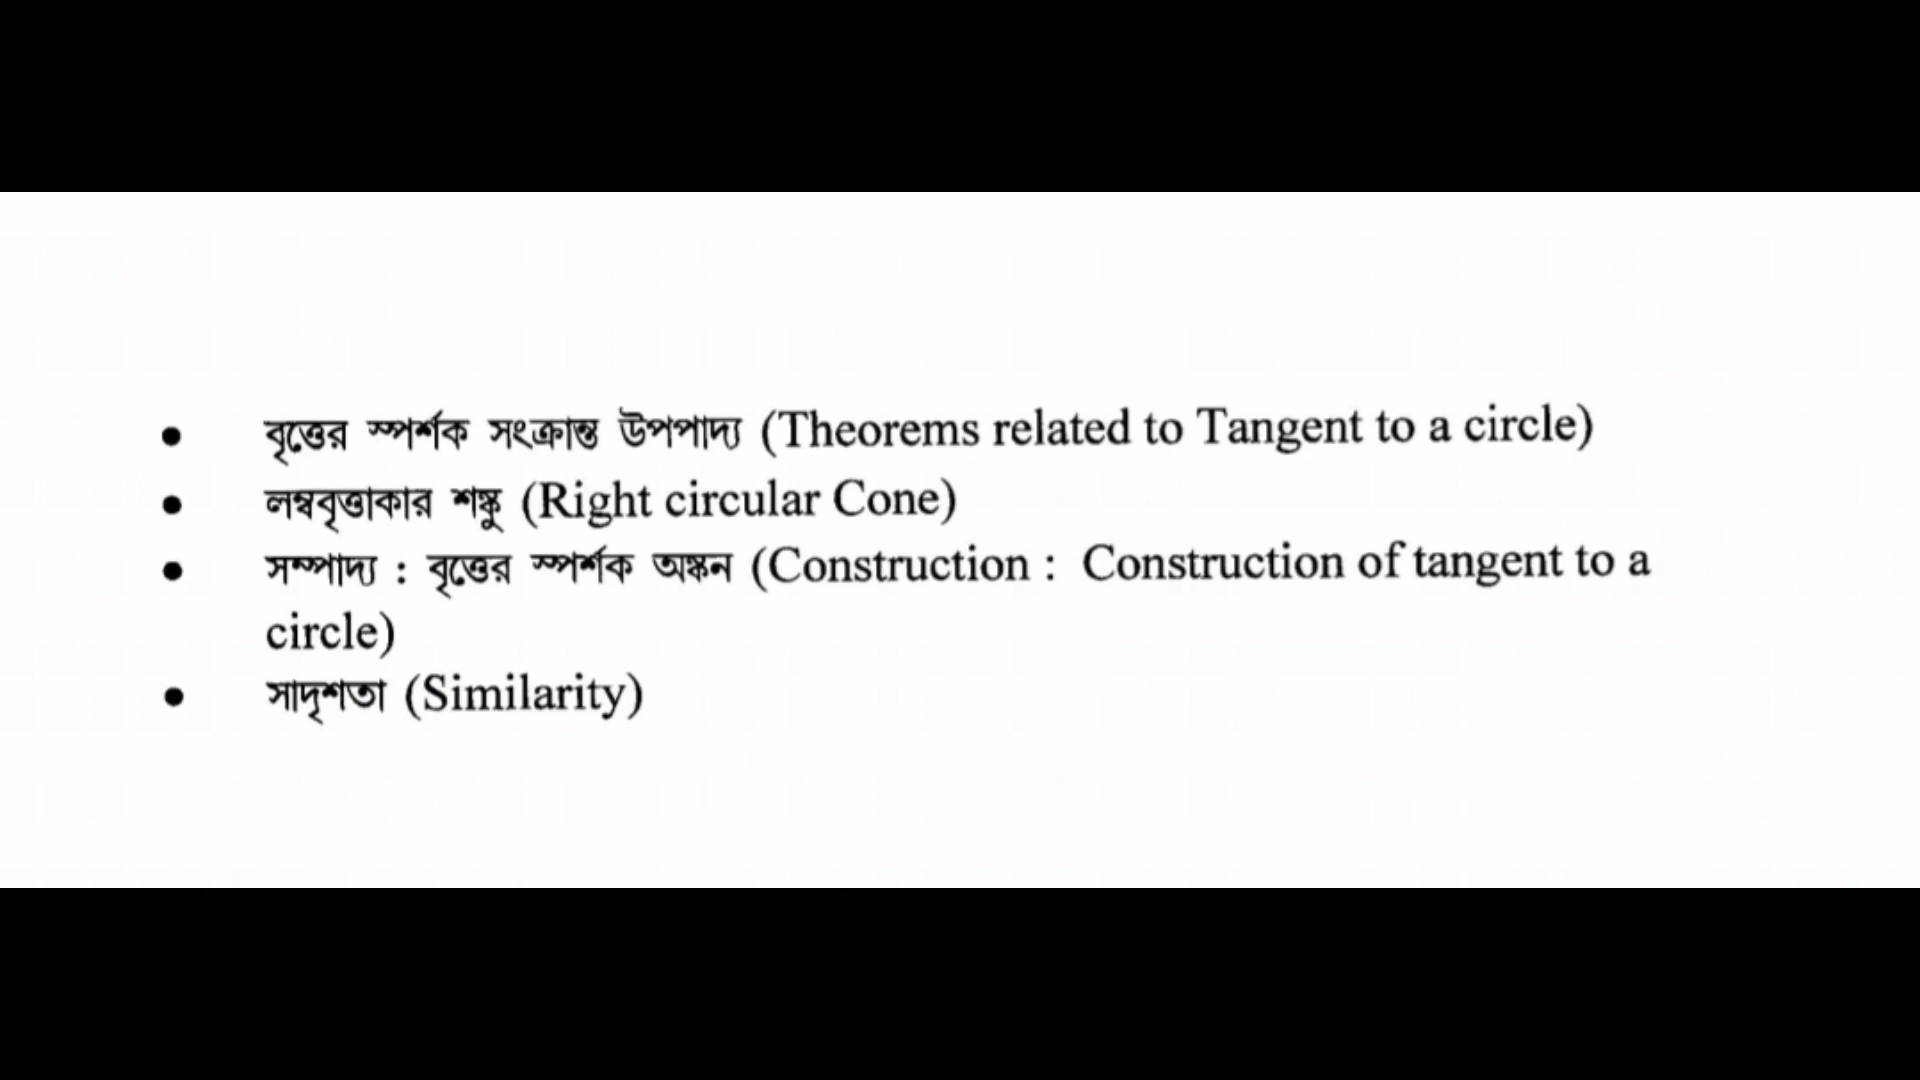 • বৃত্তের স্পর্শক সংক্রান্ত উপপাদ্য (Theorems related to Tangent to a circle)
• লম্ববৃত্তাকার শঙ্কু (Right circular Cone)
• সম্পাদ্য : বৃত্তের স্পর্শক অঙ্কন (Construction : Construction of tangent to a
circle)
• সাদৃশতা (Similarity)